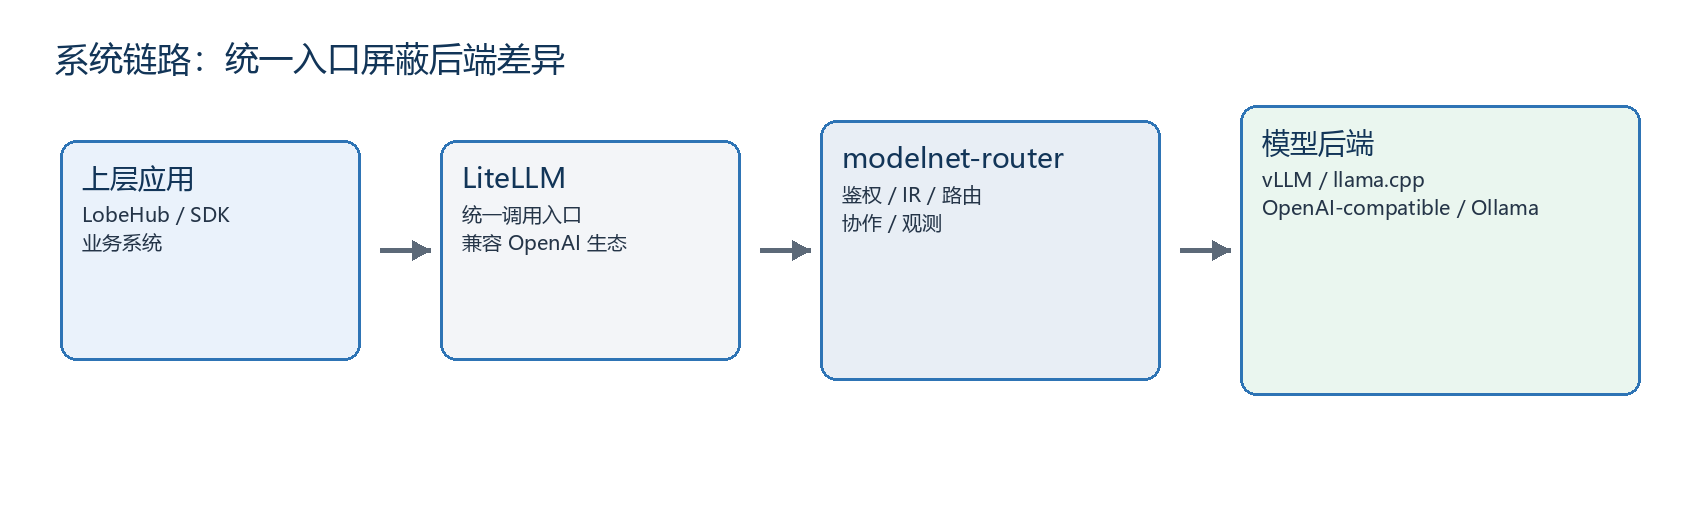 系统链路：统一入口屏蔽后端差异
上层应用
LobeHub / SDK
业务系统
LiteLLM
统一调用入口
兼容 OpenAI 生态
modelnet-router
鉴权 / IR / 路由
协作 / 观测
模型后端
vLLM / llama.cpp
OpenAI-compatible / Ollama